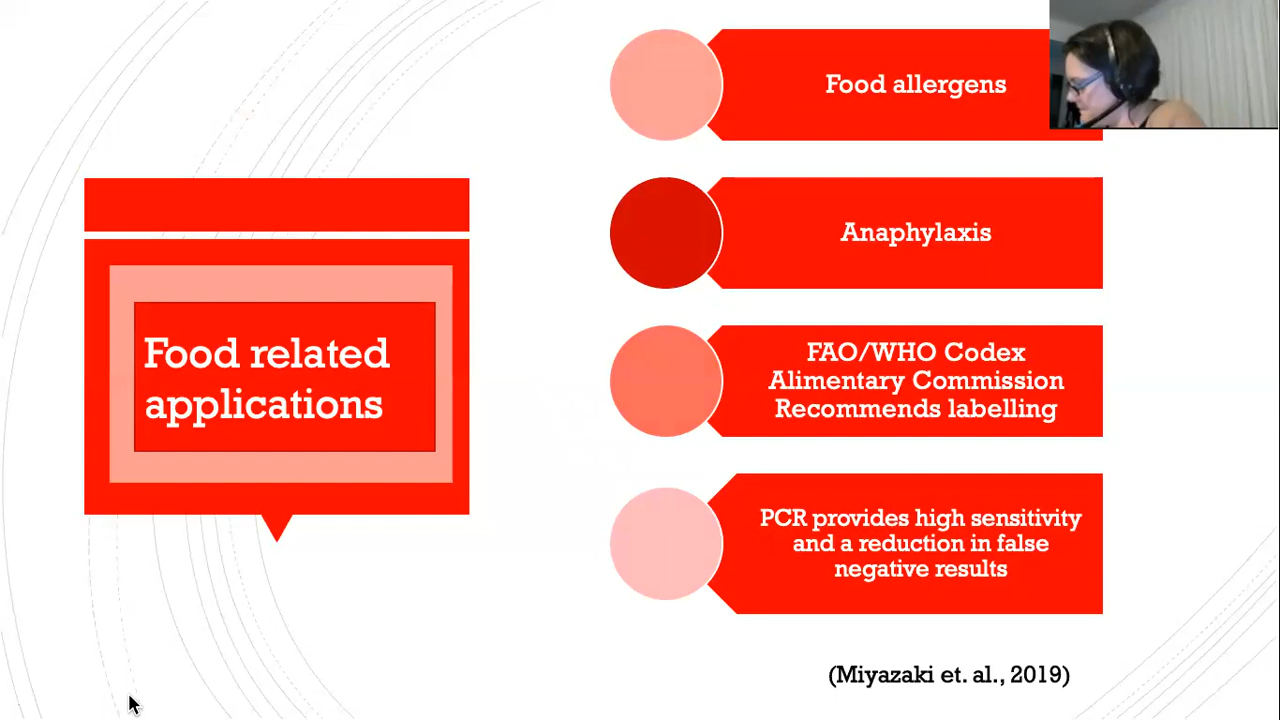 Food related
applications
Food allergens
Anaphylaxis
FAO/WHO Codex
Alimentary Commission
Recommends labelling
PCR provides high sensitivity
and a reduction in false
negative results
(Miyazaki et. al., 2019)